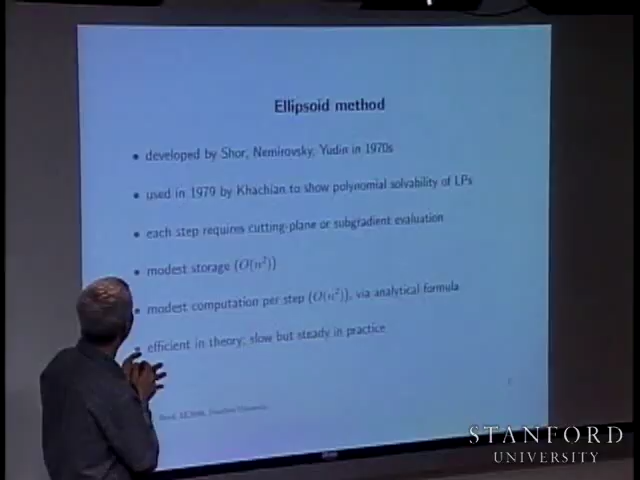 Ellipsoid method
• developed by Shor, Nemirovsky, Yudin in 1970s
• used in 1979 by Khachian to show polynomial solvability of LPs
• each step requires cutting-plane or subgradient evaluation
• modest storage (O(n²))
• modest computation per step (O(n²)), via analytical formula
• efficient in theory; slow but steady in practice
Stanford University
STANFORD
UNIVERSITY